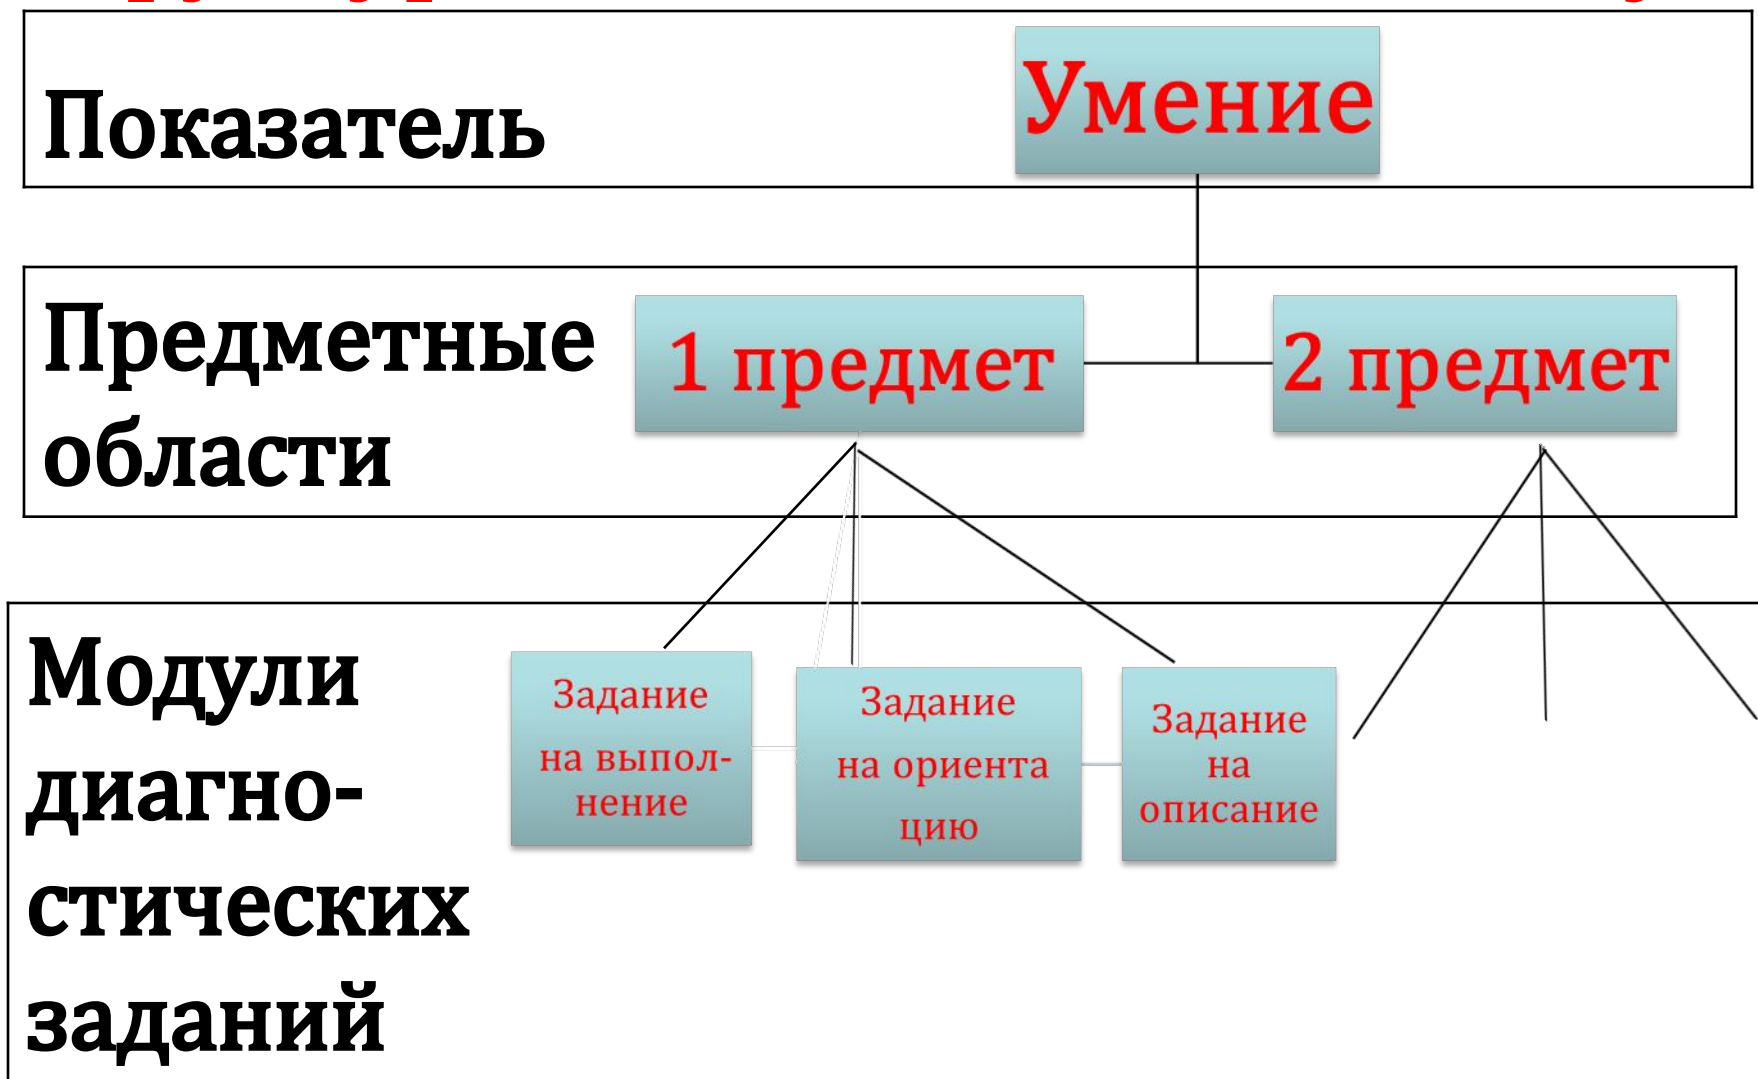 Показатель
Умение
Предметные
области
1 предмет
2 предмет
Модули
диагно-
стических
заданий
Задание
на выпол-
нение
Задание
на ориента
цию
Задание
на
описание